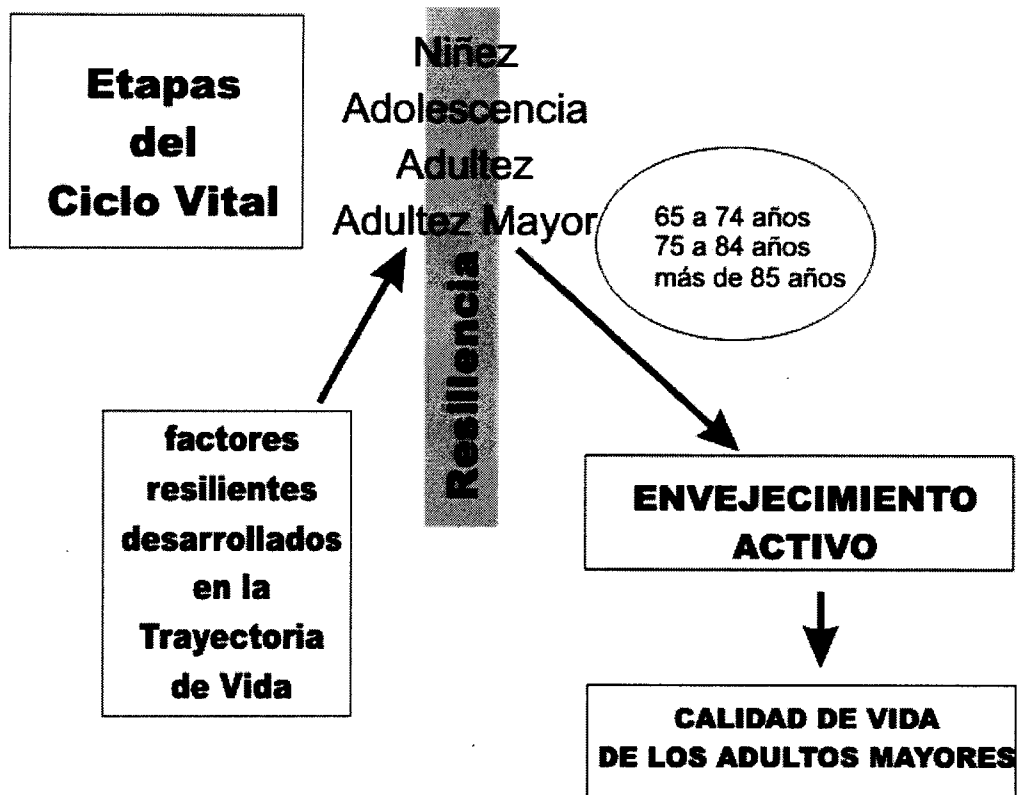 Etapas
del
Ciclo Vital
Niñez
Adolescencia
Adultez
Adultez Mayor
65 a 74 años
75 a 84 años
más de 85 años
Resiliencia
factores
resilientes
desarrollados
en la
Trayectoria
de Vida
ENVEJECIMIENTO
ACTIVO
CALIDAD DE VIDA
DE LOS ADULTOS MAYORES